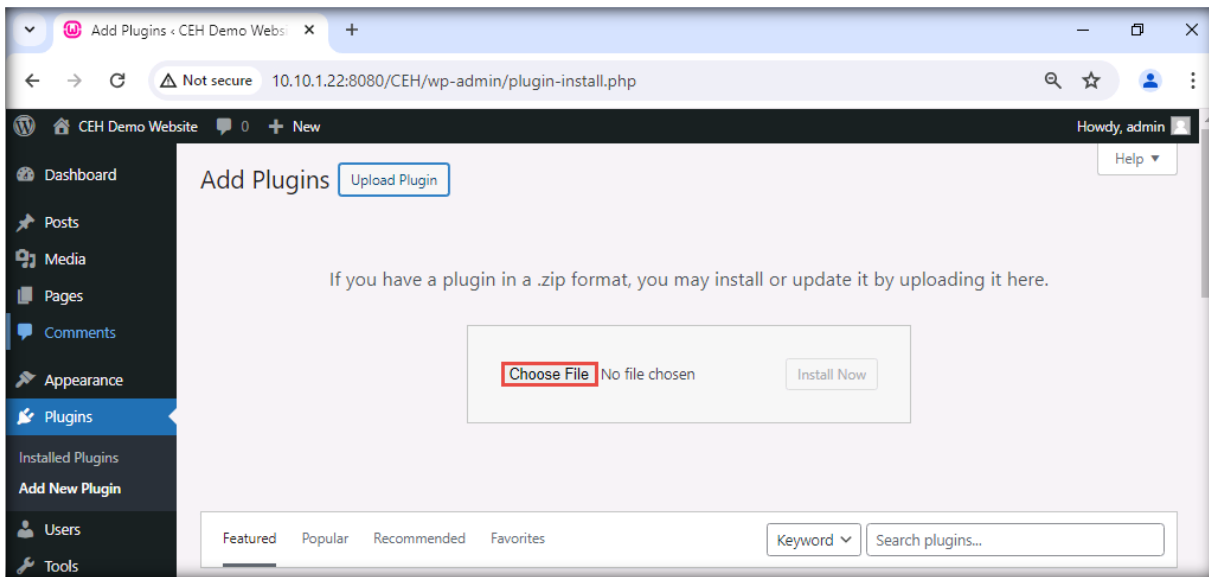 Add Plugins ‹ CEH Demo Websi
Not secure 10.10.1.22:8080/CEH/wp-admin/plugin-install.php
CEH Demo Website 0 + New Howdy, admin
Help ▼
Dashboard
Add Plugins Upload Plugin
Posts
Media
If you have a plugin in a .zip format, you may install or update it by uploading it here.
Pages
Comments
Choose File No file chosen Install Now
Appearance
Plugins
Installed Plugins
Add New Plugin
Users
Featured Popular Recommended Favorites Keyword Search plugins...
Tools